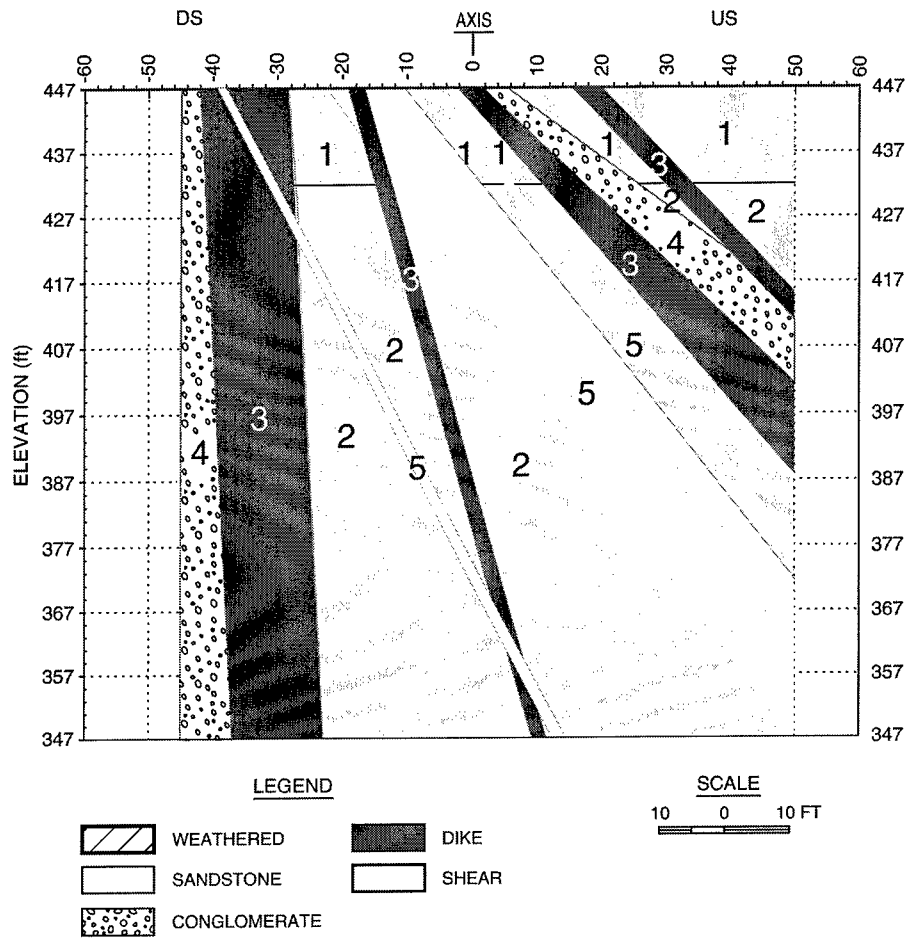 DS AXIS US
-60 -50 -40 -30 -20 -10 0 10 20 30 40 50 60
447 447
437 1 1 1 1 3 1 437
427 2 2 427
417 3 3 4 417
407 2 5 407
ELEVATION (ft)
397 3 5 397
387 4 2 5 2 387
377 377
367 367
357 357
347 347
LEGEND
SCALE
10 0 10 FT
WEATHERED
DIKE
SANDSTONE
SHEAR
CONGLOMERATE